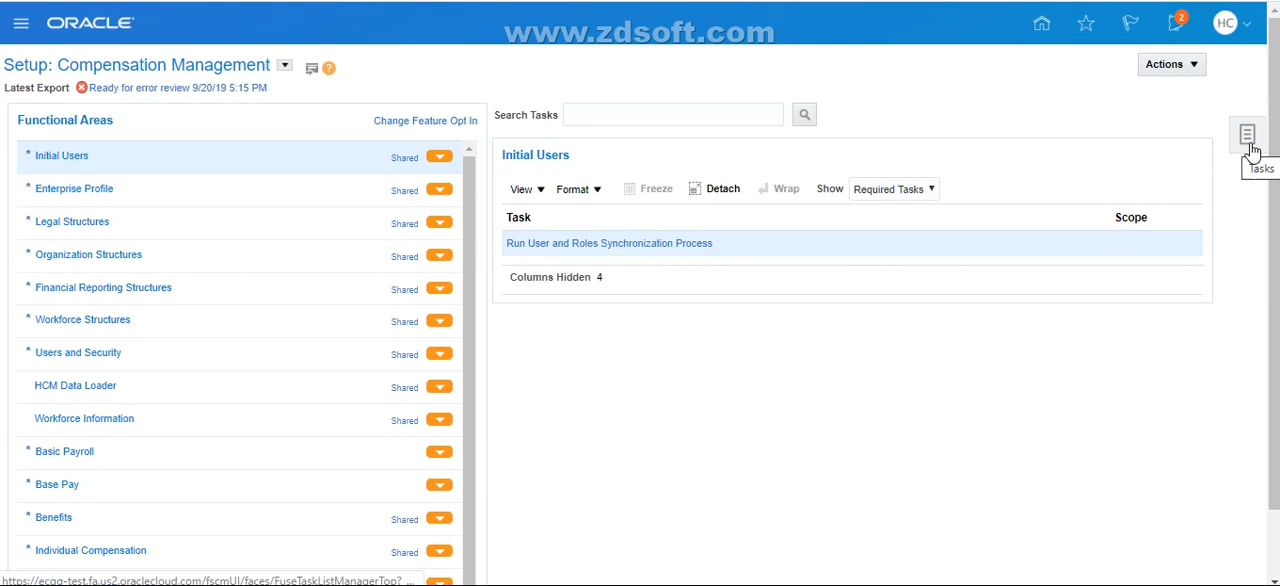 ORACLE
www.zdsoft.com
2
HC
Setup: Compensation Management
Actions
Latest Export Ready for error review 9/20/19 5:15 PM
Functional Areas
Change Feature Opt In
Search Tasks
Tasks
* Initial Users Shared
* Enterprise Profile Shared
* Legal Structures Shared
* Organization Structures Shared
* Financial Reporting Structures Shared
* Workforce Structures Shared
* Users and Security Shared
HCM Data Loader Shared
Workforce Information Shared
* Basic Payroll
* Base Pay
* Benefits Shared
* Individual Compensation Shared
Initial Users
View Format Freeze Detach Wrap Show Required Tasks
Task Scope
Run User and Roles Synchronization Process
Columns Hidden 4
https://ecqg-test.fa.us2.oraclecloud.com/fscmUI/faces/FuseTaskListManagerTop?_...